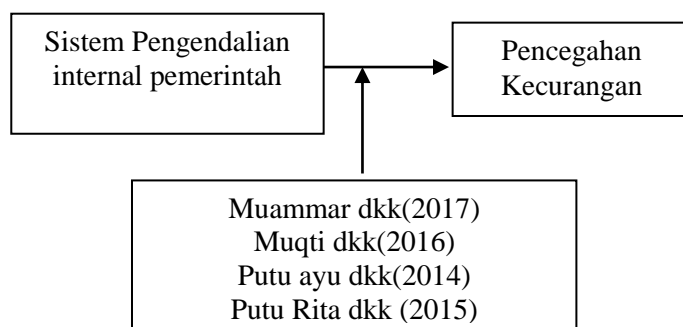 Sistem Pengendalian
internal pemerintah
Pencegahan
Kecurangan
Muammar dkk(2017)
Muqti dkk(2016)
Putu ayu dkk(2014)
Putu Rita dkk (2015)